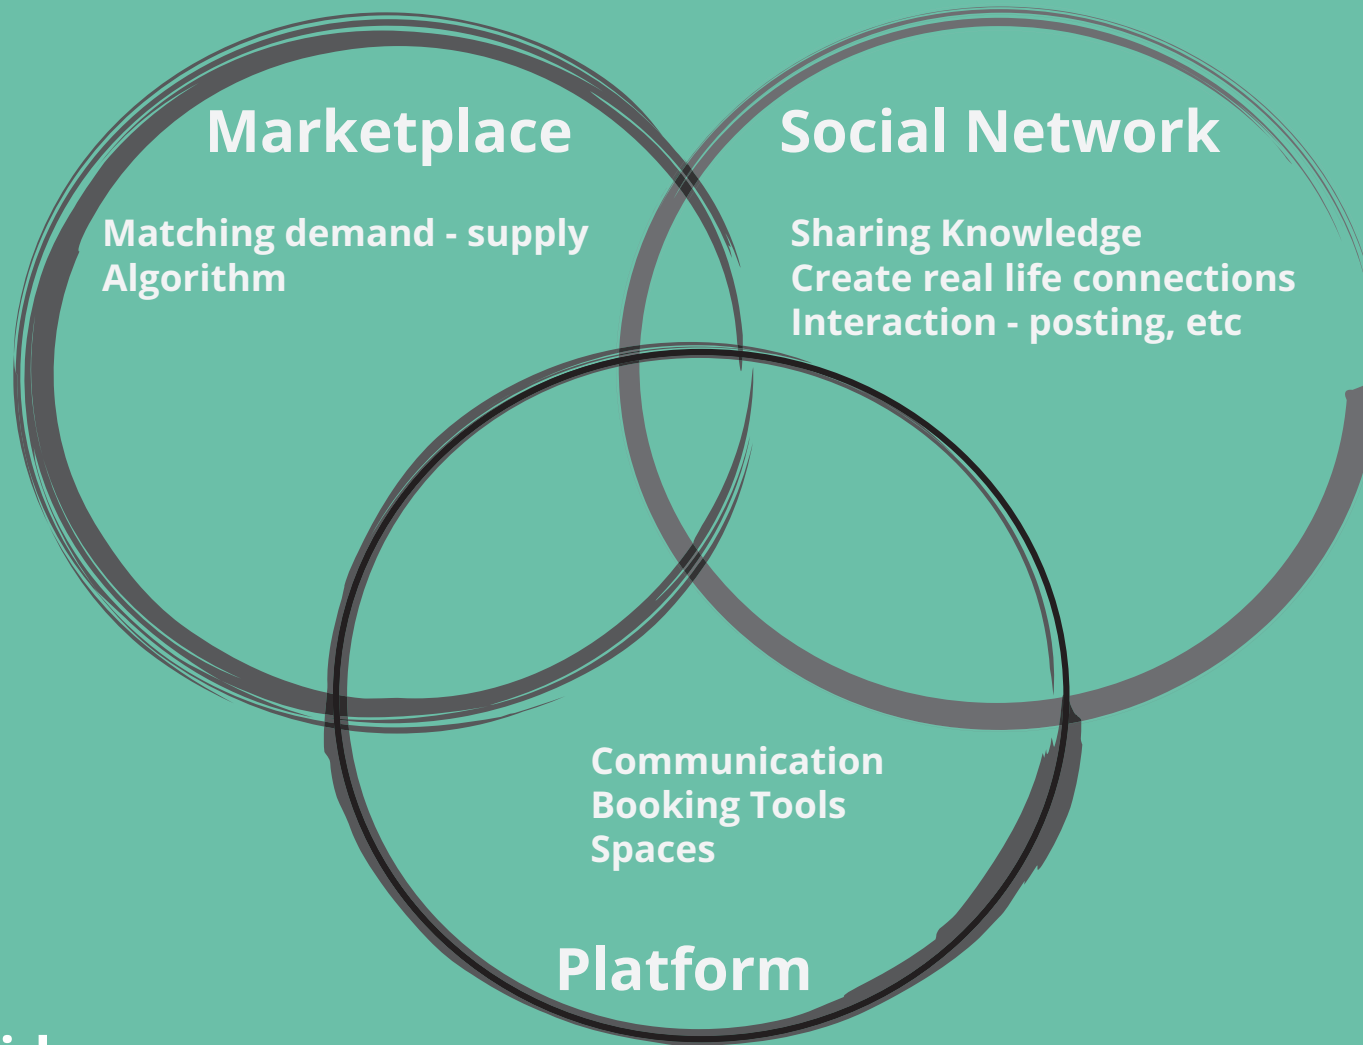 Marketplace
Matching demand - supply
Algorithm
Social Network
Sharing Knowledge
Create real life connections
Interaction - posting, etc
Communication
Booking Tools
Spaces
Platform